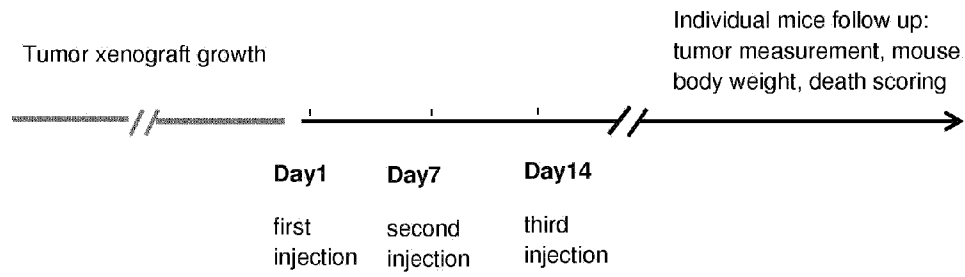 Individual mice follow up:
Tumor xenograft growth
tumor measurement, mouse
body weight, death scoring
Day1
Day7
Day14
first
injection
second
injection
third
injection